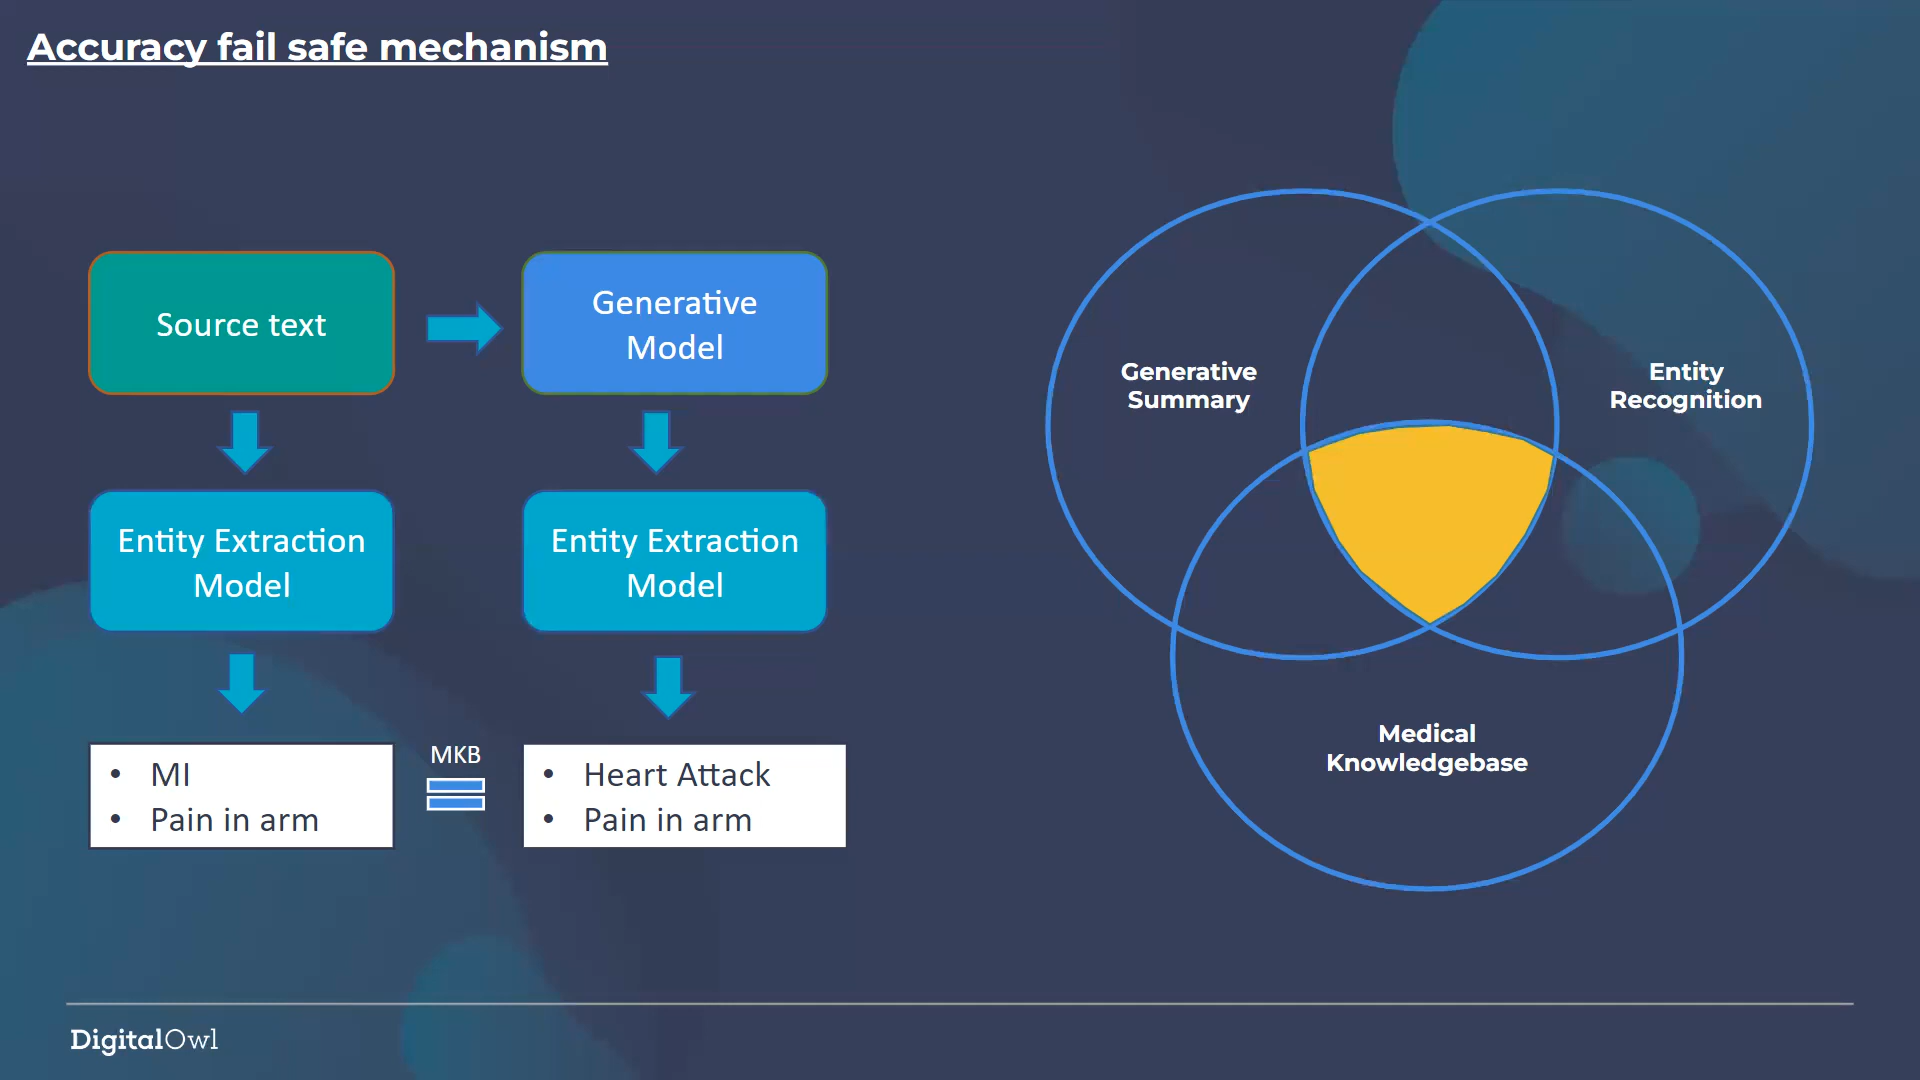 Accuracy fail safe mechanism
Source text
Generative
Model
Entity Extraction
Model
Entity Extraction
Model
• MI
• Pain in arm
MKB
• Heart Attack
• Pain in arm
Generative
Summary
Entity
Recognition
Medical
Knowledgebase
DigitalOwl